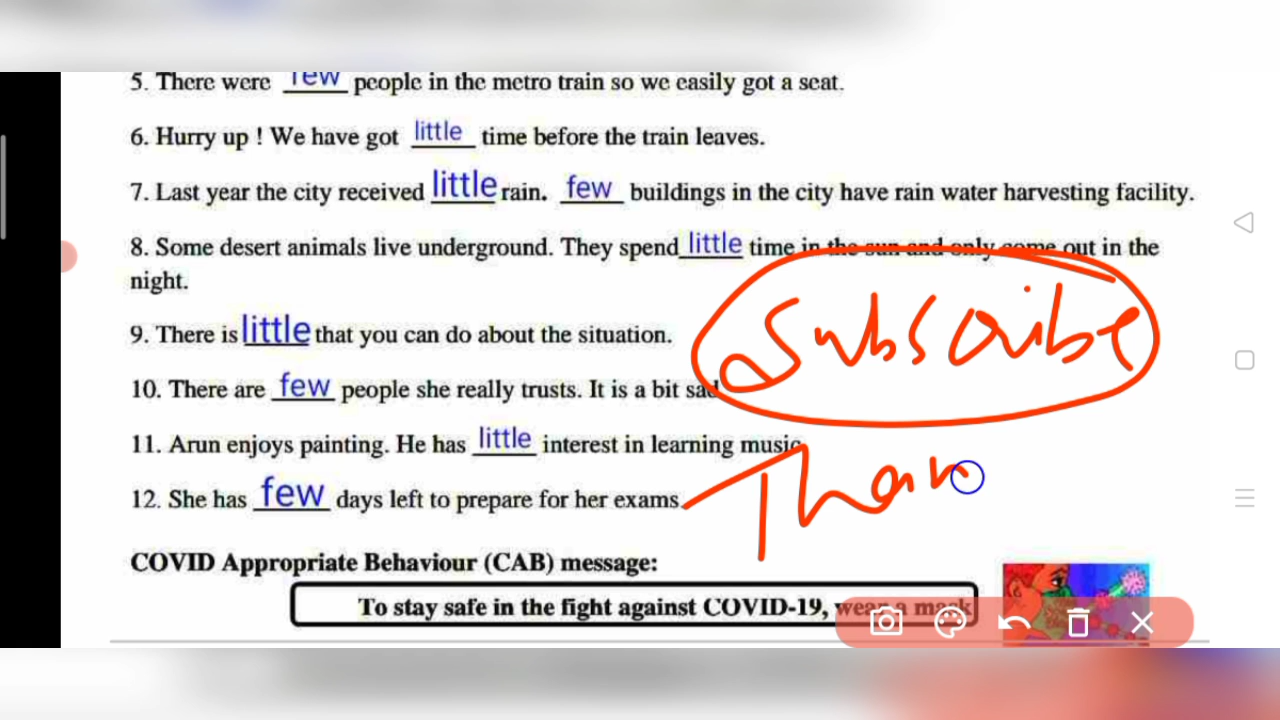 5. There were few people in the metro train so we easily got a seat.
6. Hurry up ! We have got little time before the train leaves.
7. Last year the city received little rain. few buildings in the city have rain water harvesting facility.
8. Some desert animals live underground. They spend little time in the sun and only come out in the
night.
9. There is little that you can do about the situation.
Subscribe
10. There are few people she really trusts. It is a bit sad
11. Arun enjoys painting. He has little interest in learning music
12. She has few days left to prepare for her exams.
Than
COVID Appropriate Behaviour (CAB) message:
To stay safe in the fight against COVID-19, wear a mask